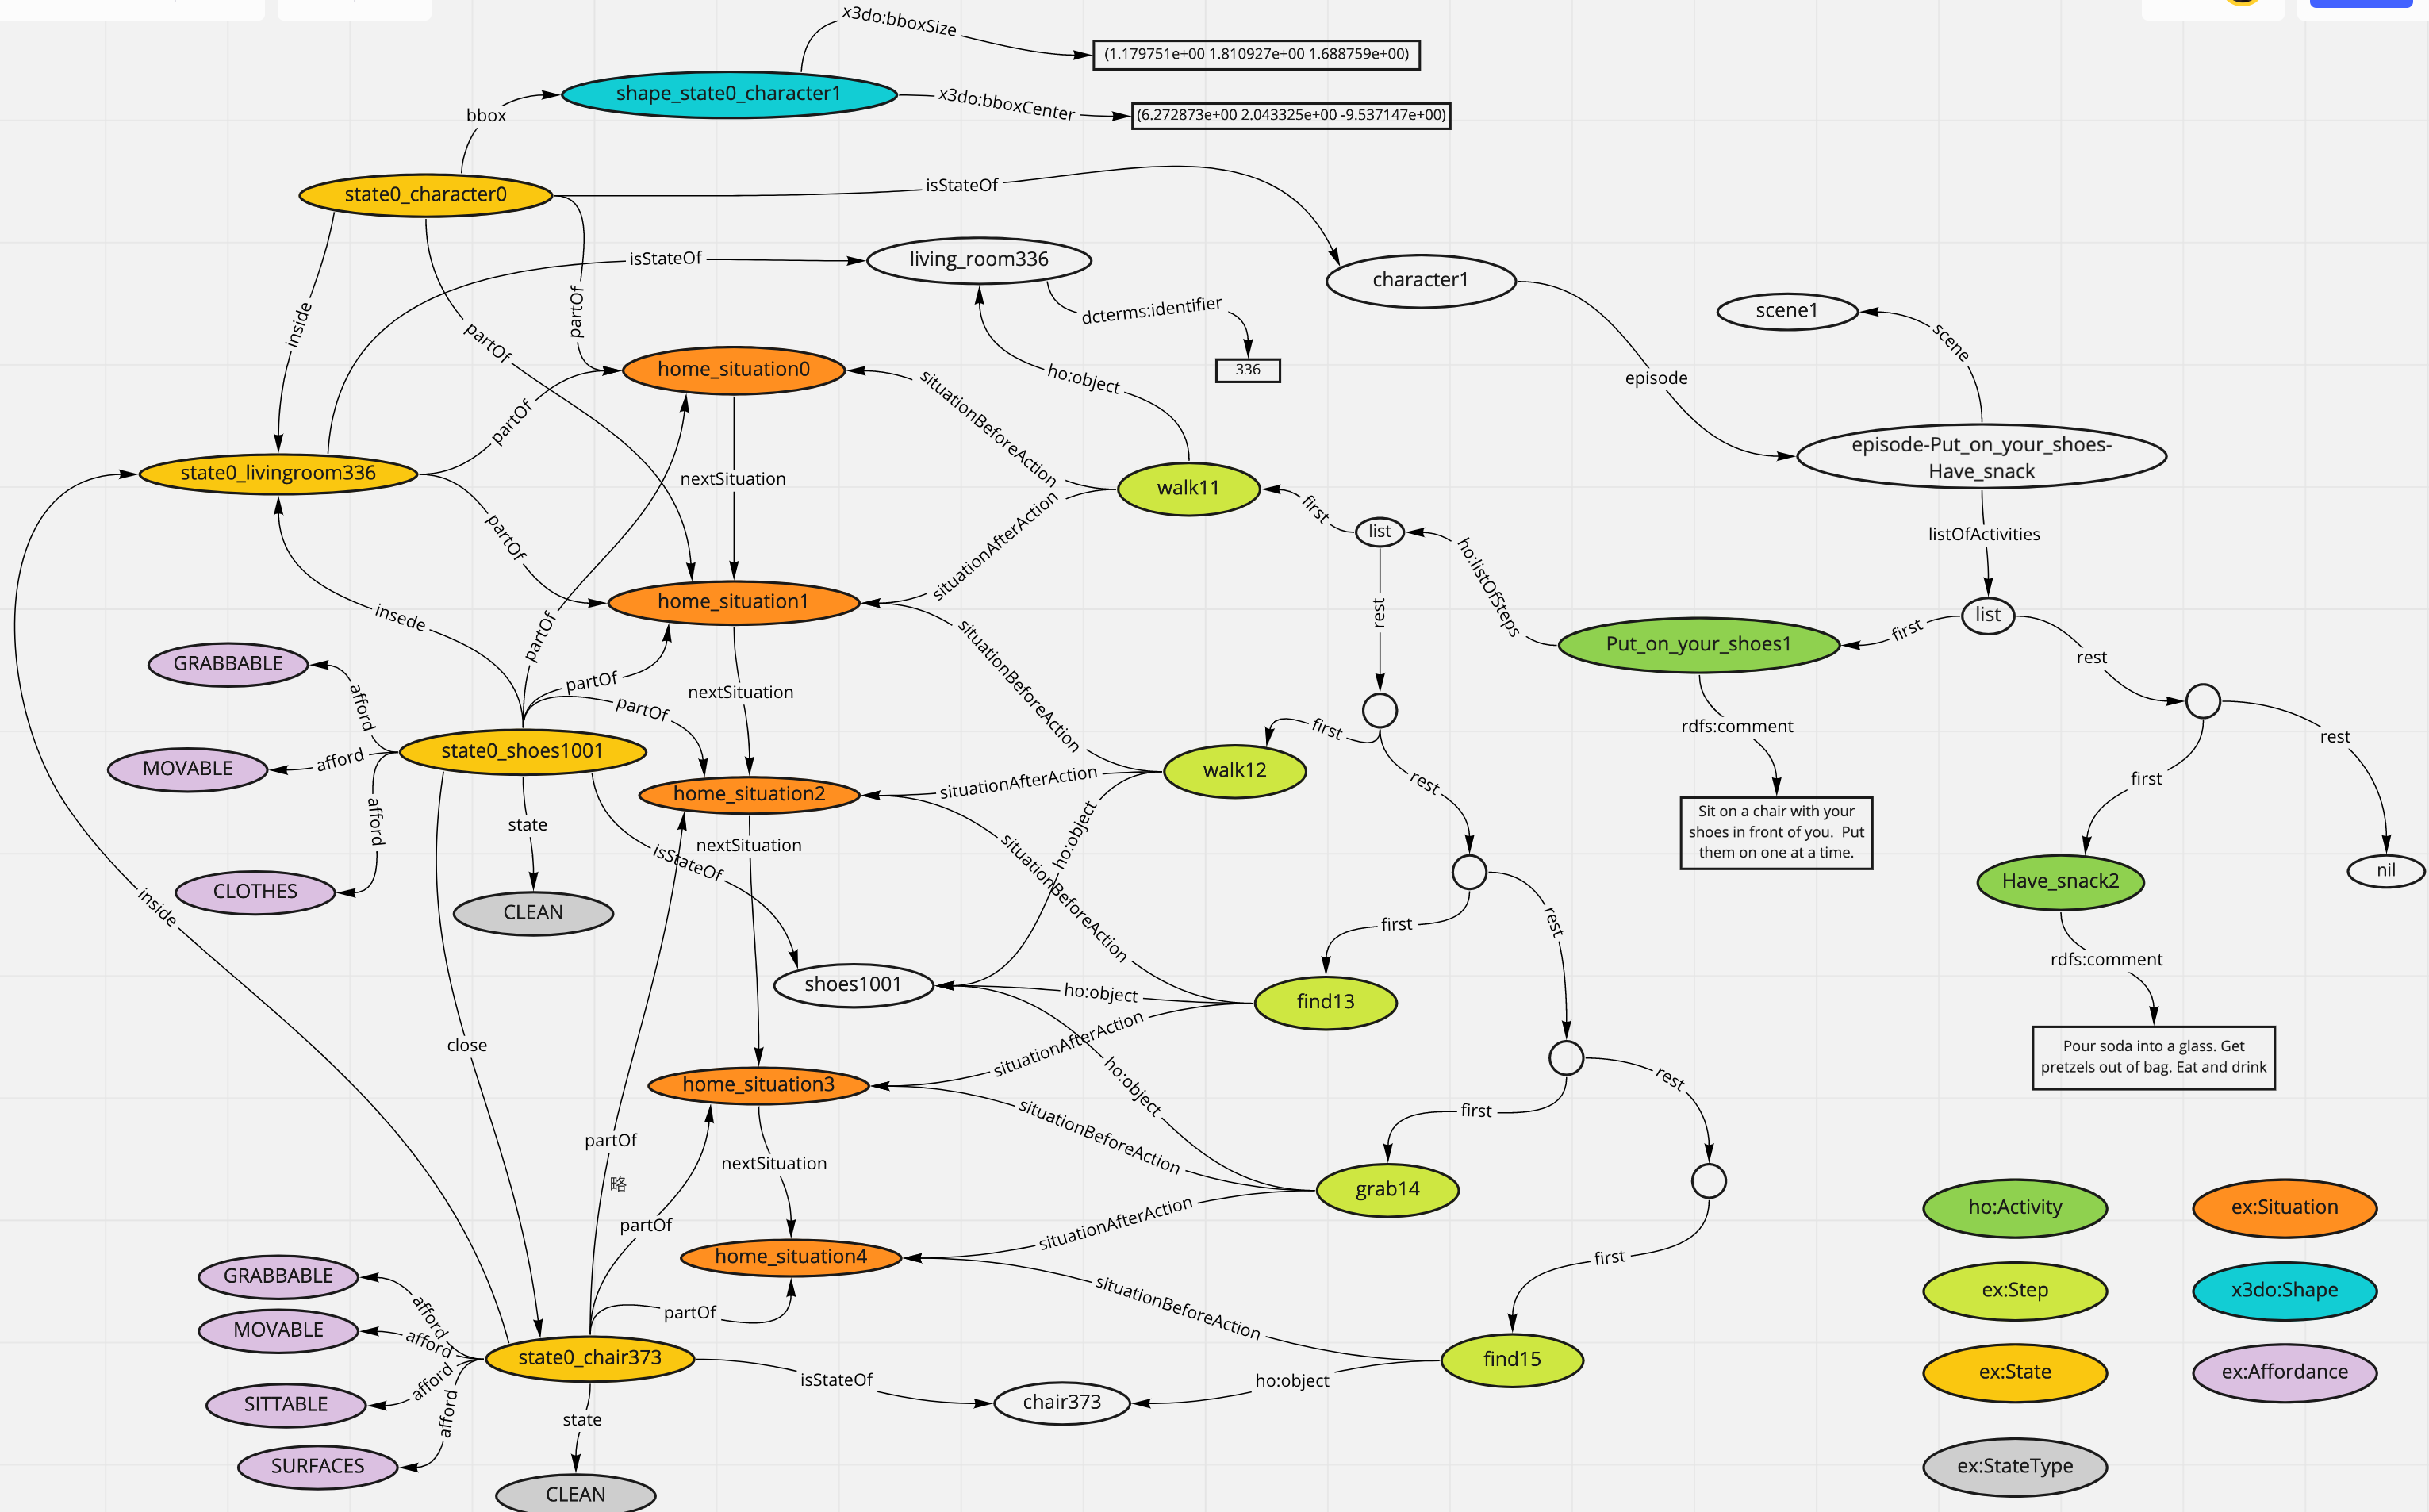 x3do:bboxSize
(1.179751e+00 1.810927e+00 1.688759e+00)
shape_state0_character1
x3do:bboxCenter
(6.272873e+00 2.043325e+00 -9.537147e+00)
bbox
state0_character0
isStateOf
isStateOf
living_room336
character1
dcterms:identifier
scene1
inside
partOf
partOf
scene
home_situation0
situationBeforeAction
ho:object
336
episode
partOf
episode-Put_on_your_shoes-
Have_snack
state0_livingroom336
nextSituation
walk11
partOf
first
list
listOfActivities
situationAfterAction
ho:listOfSteps
home_situation1
insede
partOf
rest
list
first
Put_on_your_shoes1
rest
GRABBABLE
afford
partOf
partOf
nextSituation
situationBeforeAction
first
rdfs:comment
rest
state0_shoes1001
MOVABLE
afford
walk12
situationAfterAction
home_situation2
rest
first
afford
state
isStateOf
nextSituation
ho:object
situationBeforeAction
Sit on a chair with your
shoes in front of you.  Put
them on one at a time.
Have_snack2
nil
CLOTHES
inside
CLEAN
first
rest
rdfs:comment
shoes1001
ho:object
find13
close
situationAfterAction
Pour soda into a glass. Get
pretzels out of bag. Eat and drink
home_situation3
ho:object
rest
first
partOf
situationBeforeAction
nextSituation
略
grab14
partOf
situationAfterAction
ho:Activity
ex:Situation
home_situation4
first
GRABBABLE
afford
partOf
situationBeforeAction
ex:Step
x3do:Shape
MOVABLE
afford
state0_chair373
find15
isStateOf
ho:object
ex:State
ex:Affordance
afford
SITTABLE
afford
state
chair373
SURFACES
ex:StateType
CLEAN